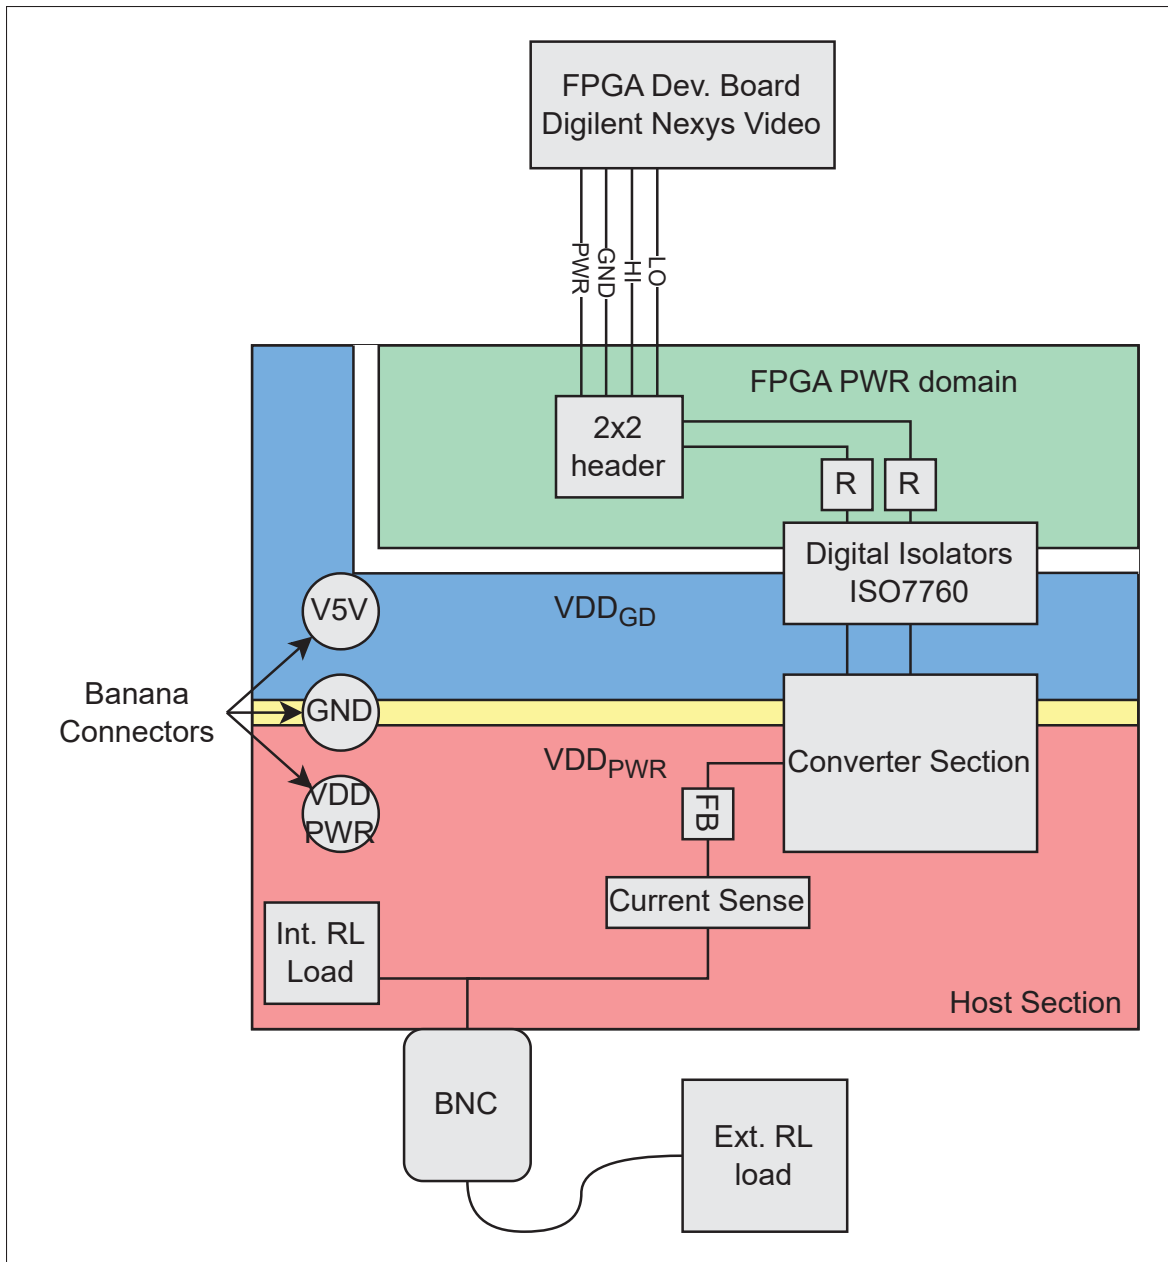 FPGA Dev. Board
Digilent Nexys Video
PWR
GND
HI
LO
FPGA PWR domain
2x2
header
R
R
Digital Isolators
ISO7760
V5V
VDD_GD
Banana
Connectors
GND
VDD_PWR
Converter Section
VDD
PWR
FB
Current Sense
Int. RL
Load
Host Section
BNC
Ext. RL
load